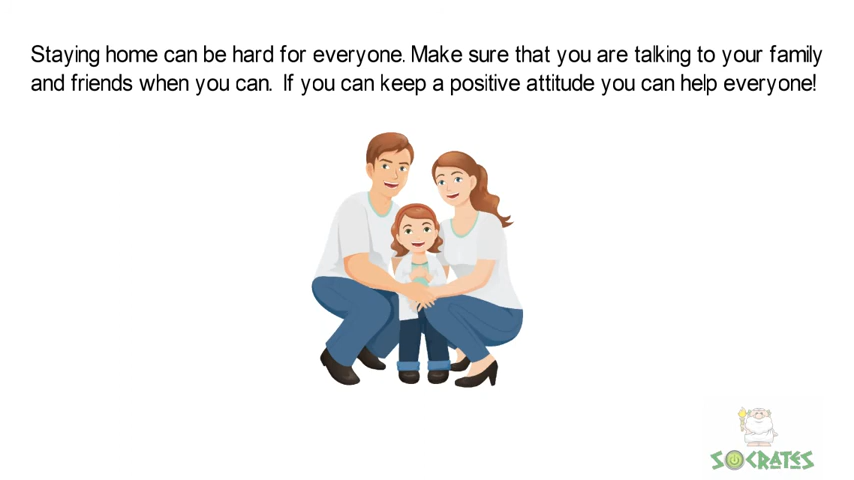 Staying home can be hard for everyone. Make sure that you are talking to your family
and friends when you can.  If you can keep a positive attitude you can help everyone!
SOCRATES